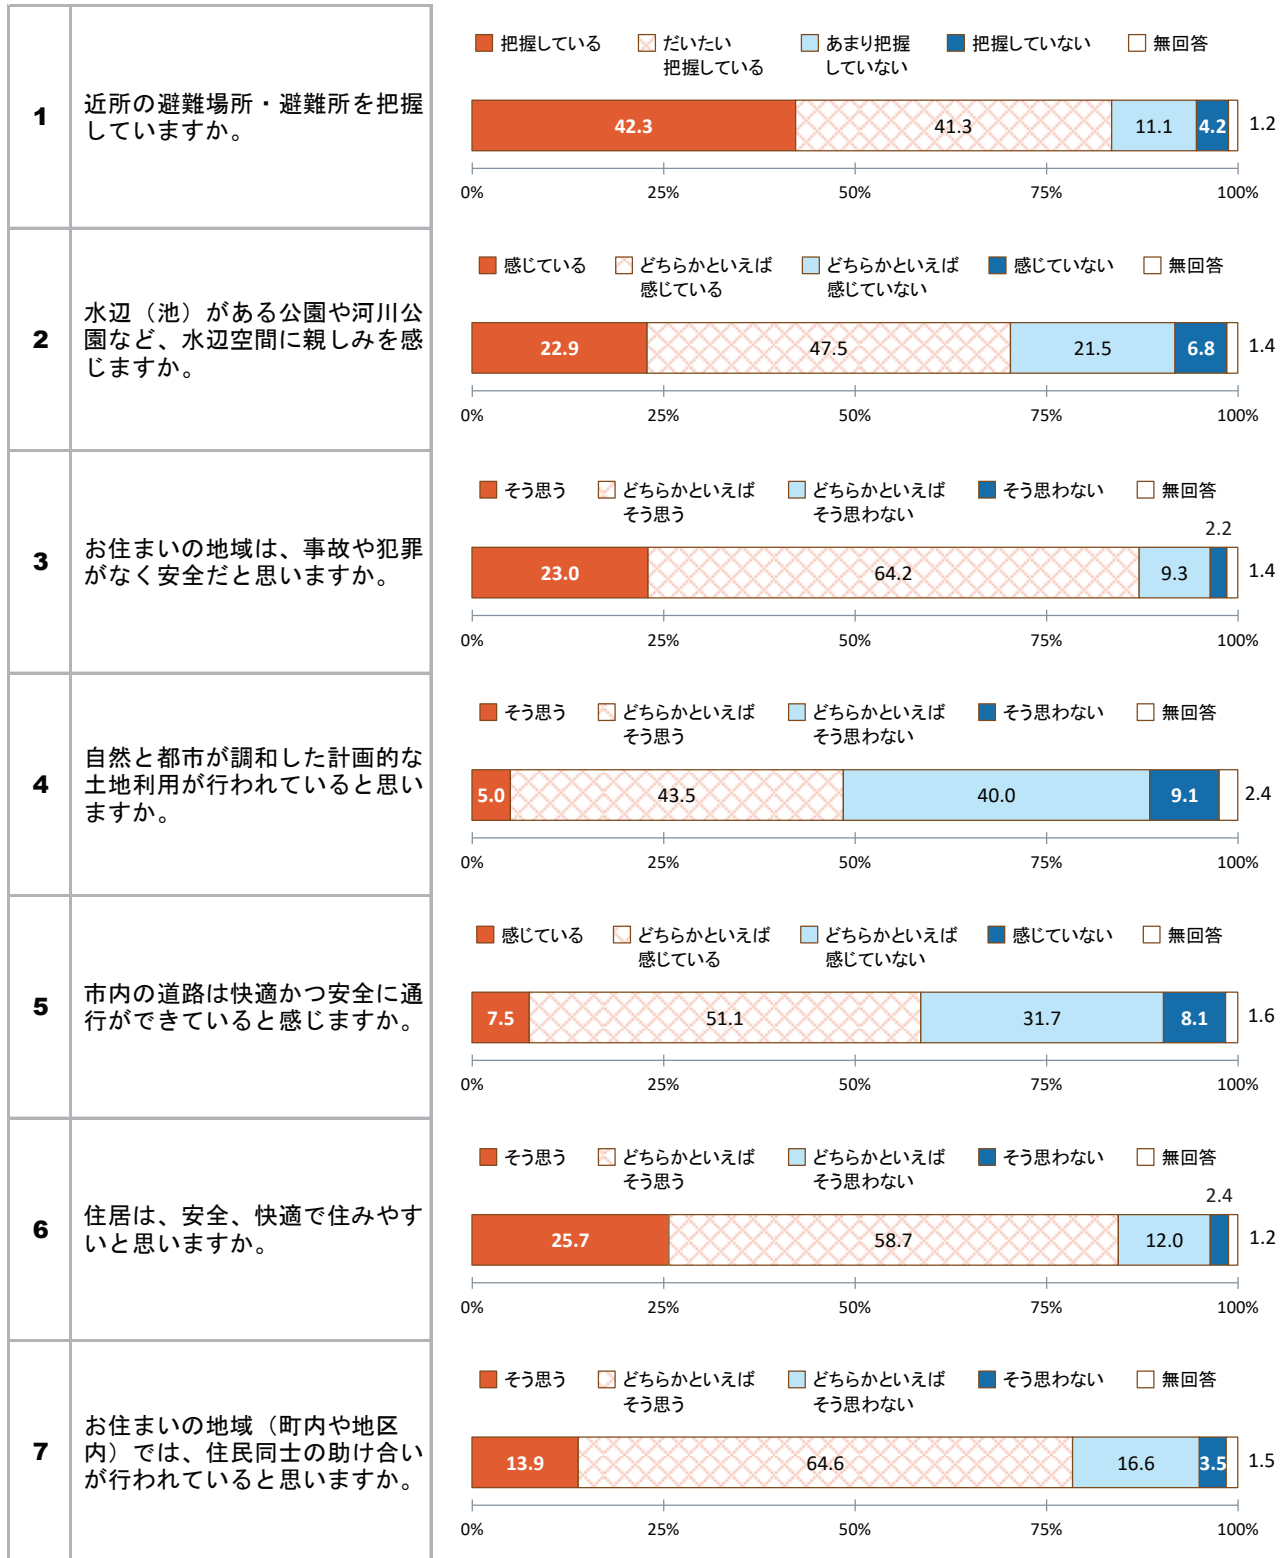 1
近所の避難場所・避難所を把握
していますか。
把握している
だいたい
把握している
あまり把握
していない
把握していない
無回答
42.3
41.3
11.1
4.2
1.2
0%
25%
50%
75%
100%
2
水辺（池）がある公園や河川公
園など、水辺空間に親しみを感
じますか。
感じている
どちらかといえば
感じている
どちらかといえば
感じていない
感じていない
無回答
22.9
47.5
21.5
6.8
1.4
0%
25%
50%
75%
100%
3
お住まいの地域は、事故や犯罪
がなく安全だと思いますか。
そう思う
どちらかといえば
そう思う
どちらかといえば
そう思わない
そう思わない
無回答
2.2
23.0
64.2
9.3
1.4
0%
25%
50%
75%
100%
4
自然と都市が調和した計画的な
土地利用が行われていると思い
ますか。
そう思う
どちらかといえば
そう思う
どちらかといえば
そう思わない
そう思わない
無回答
5.0
43.5
40.0
9.1
2.4
0%
25%
50%
75%
100%
5
市内の道路は快適かつ安全に通
行ができていると感じますか。
感じている
どちらかといえば
感じている
どちらかといえば
感じていない
感じていない
無回答
7.5
51.1
31.7
8.1
1.6
0%
25%
50%
75%
100%
6
住居は、安全、快適で住みやす
いと思いますか。
そう思う
どちらかといえば
そう思う
どちらかといえば
そう思わない
そう思わない
無回答
2.4
25.7
58.7
12.0
1.2
0%
25%
50%
75%
100%
7
お住まいの地域（町内や地区
内）では、住民同士の助け合い
が行われていると思いますか。
そう思う
どちらかといえば
そう思う
どちらかといえば
そう思わない
そう思わない
無回答
13.9
64.6
16.6
3.5
1.5
0%
25%
50%
75%
100%